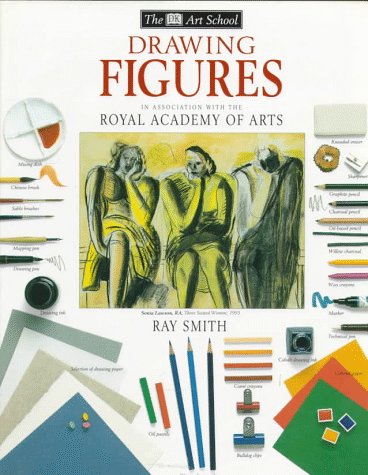 The DK Art School
DRAWING
FIGURES
IN ASSOCIATION WITH THE
ROYAL ACADEMY OF ARTS
Mixing dish
Chinese brush
Sable brushes
Mapping pen
Drawing pen
Drawing ink
Kneaded eraser
Sharpener
Graphite pencil
Charcoal pencil
Oil-based pencil
Willow charcoal
Wax crayons
Marker
Technical pen
Sonia Lawson, RA, Three Seated Women, 1993
RAY SMITH
Selection of drawing paper
Oil pastels
Conté crayons
Bulldog clips
Cobalt drawing ink
Colored paper